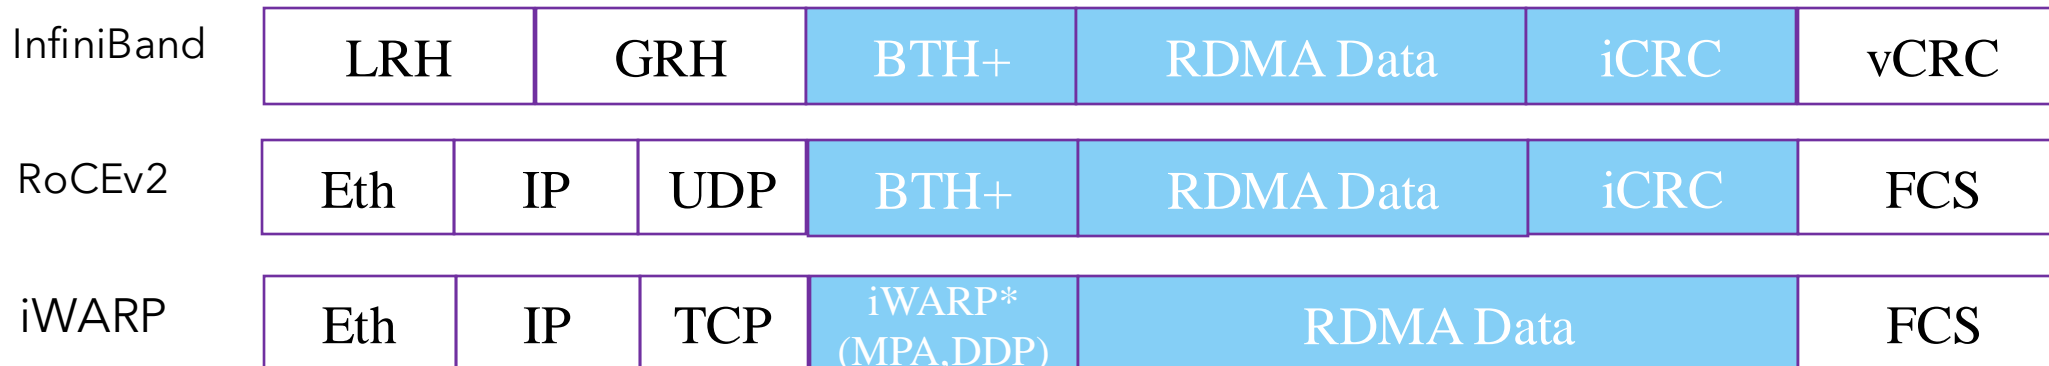 InfiniBand LRH GRH BTH+ RDMA Data iCRC vCRC
RoCEv2 Eth IP UDP BTH+ RDMA Data iCRC FCS
iWARP Eth IP TCP iWARP* RDMA Data FCS
(MPA,DDP)